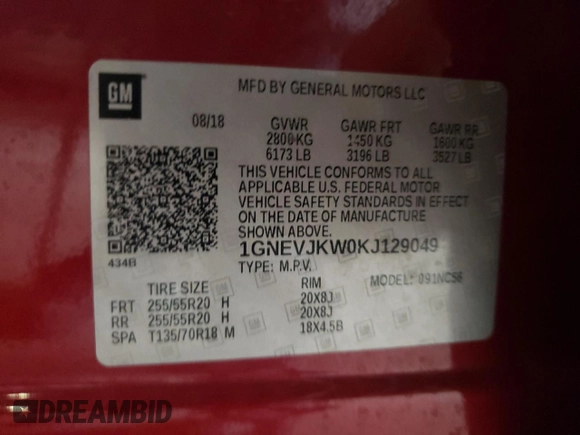 GM
MFD BY GENERAL MOTORS LLC
08/18 GVWR GAWR FRT GAWR RR
2800 KG 1450 KG 1600 KG
6173 LB 3196 LB 3527 LB
THIS VEHICLE CONFORMS TO ALL
APPLICABLE U.S. FEDERAL MOTOR
VEHICLE SAFETY STANDARDS IN EFFECT
ON THE DATE OF MANUFACTURE
SHOWN ABOVE.
434B 1GNEVJKW0KJ129049
TYPE: M.P.V. MODEL: 091NC56
TIRE SIZE RIM
FRT 255/55R20 H 20X8J
RR 255/55R20 H 20X8J
SPA T135/70R18 M 18X4.5B
DREAMBID